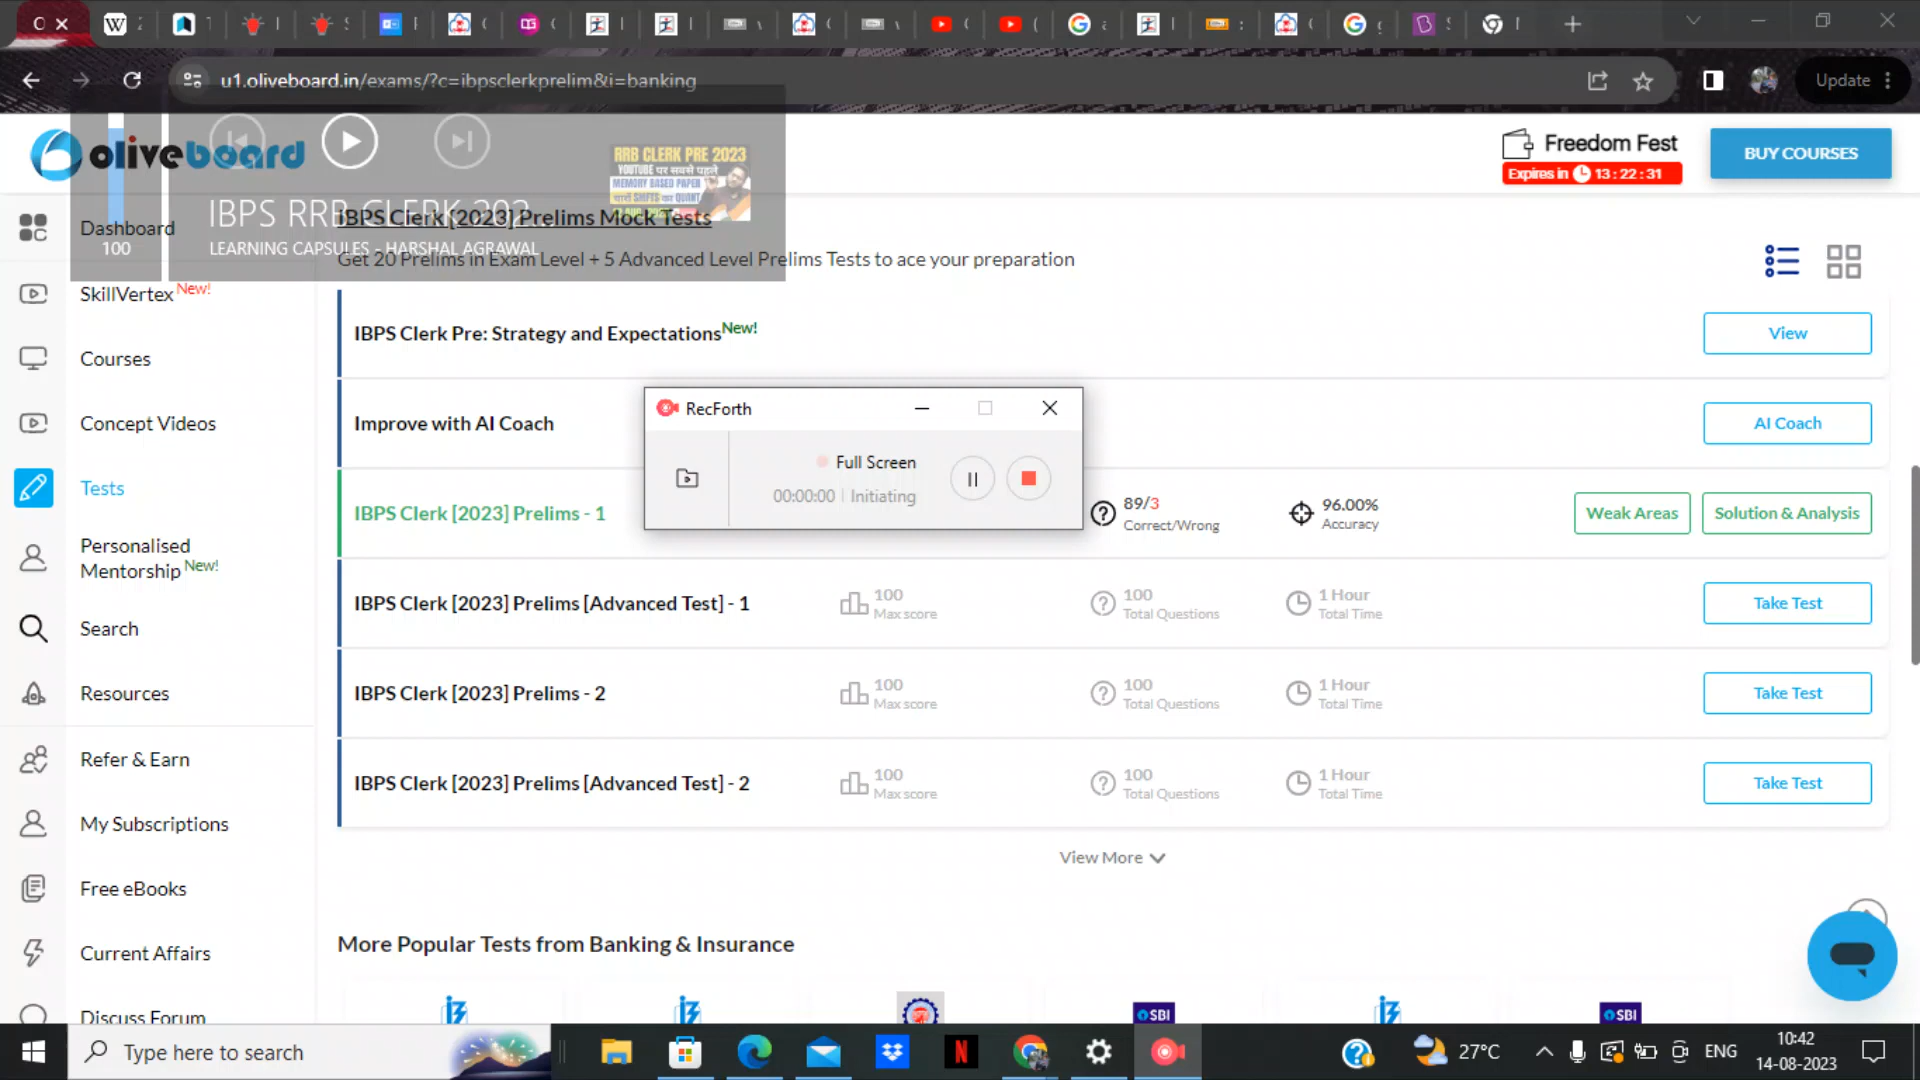 u1.oliveboard.in/exams/?c=ibpsclerkprelim&i=banking
Update
oliveboard
RRB CLERK PRE 2023
YOUTUBE पर सबसे पहले
MEMORY BASED PAPER
IBPS RRB CLERK 202...
LEARNING CAPSULES - HARSHAL AGRAWAL
100
Freedom Fest
Expires in 13 : 22 : 31
BUY COURSES
Dashboard
SkillVertex New!
Courses
Concept Videos
Tests
Personalised
Mentorship New!
Search
Resources
Refer & Earn
My Subscriptions
Free eBooks
Current Affairs
Discuss Forum
IBPS Clerk [2023] Prelims Mock Tests
Get 20 Prelims in Exam Level + 5 Advanced Level Prelims Tests to ace your preparation
IBPS Clerk Pre: Strategy and Expectations New!
View
Improve with AI Coach
AI Coach
RecForth
Full Screen
00:00:00 | Initiating
IBPS Clerk [2023] Prelims - 1
89/3
Correct/Wrong
96.00%
Accuracy
Weak Areas
Solution & Analysis
IBPS Clerk [2023] Prelims [Advanced Test] - 1
100
Max score
100
Total Questions
1 Hour
Total Time
Take Test
IBPS Clerk [2023] Prelims - 2
100
Max score
100
Total Questions
1 Hour
Total Time
Take Test
IBPS Clerk [2023] Prelims [Advanced Test] - 2
100
Max score
100
Total Questions
1 Hour
Total Time
Take Test
View More
More Popular Tests from Banking & Insurance
SBI
SBI
Type here to search
27°C
ENG
10:42
14-08-2023